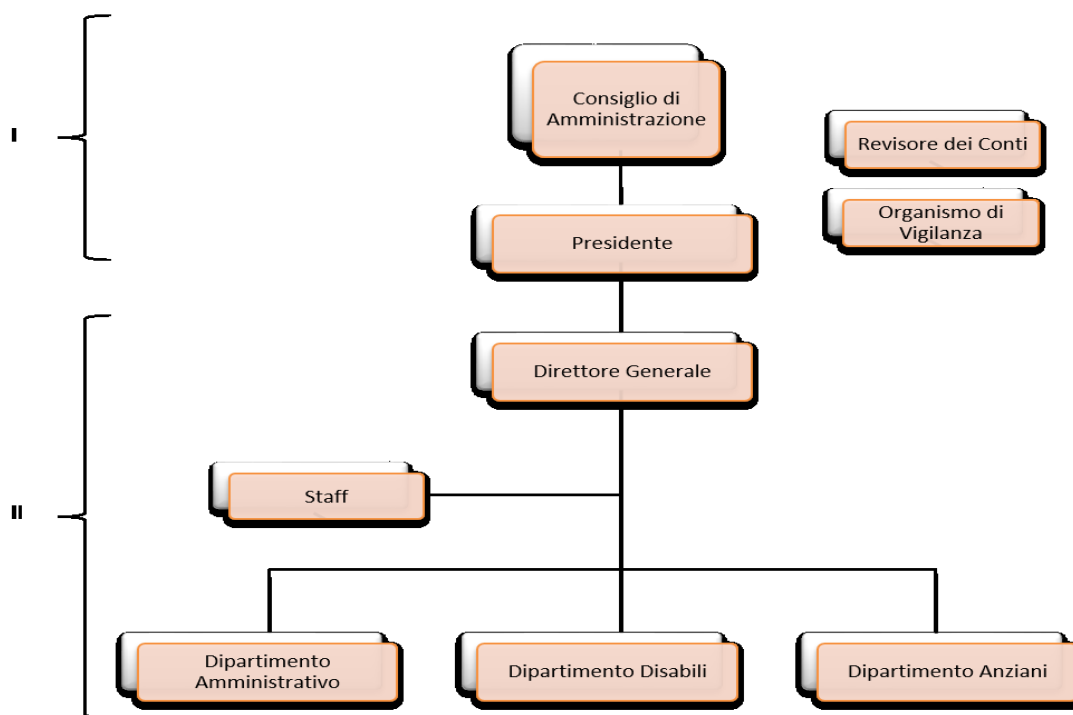 I
Consiglio di
Amministrazione
Revisore dei Conti
Organismo di
Vigilanza
Presidente
Direttore Generale
II
Staff
Dipartimento
Amministrativo
Dipartimento Disabili
Dipartimento Anziani